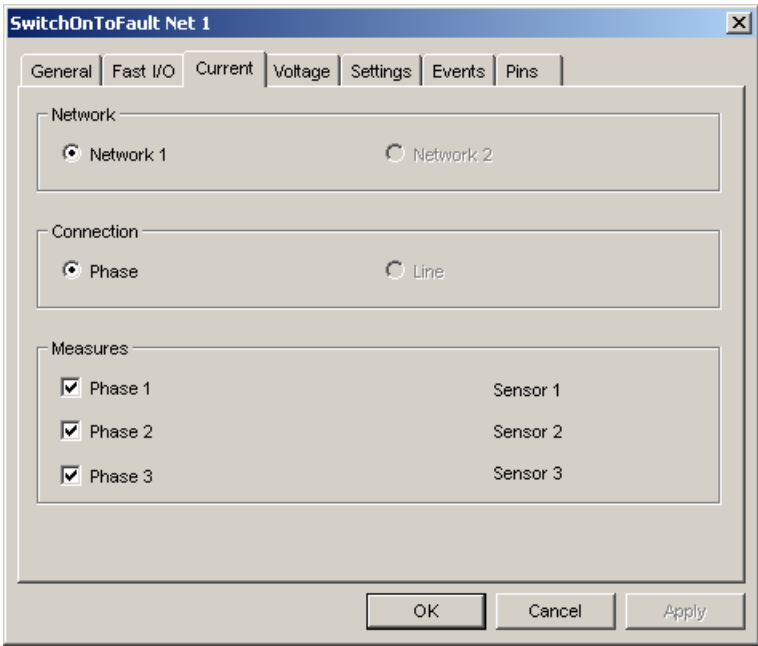 SwitchOnToFault Net 1
General Fast I/O Current Voltage Settings Events Pins
Network
Network 1 Network 2
Connection
Phase Line
Measures
Phase 1 Sensor 1
Phase 2 Sensor 2
Phase 3 Sensor 3
OK Cancel Apply